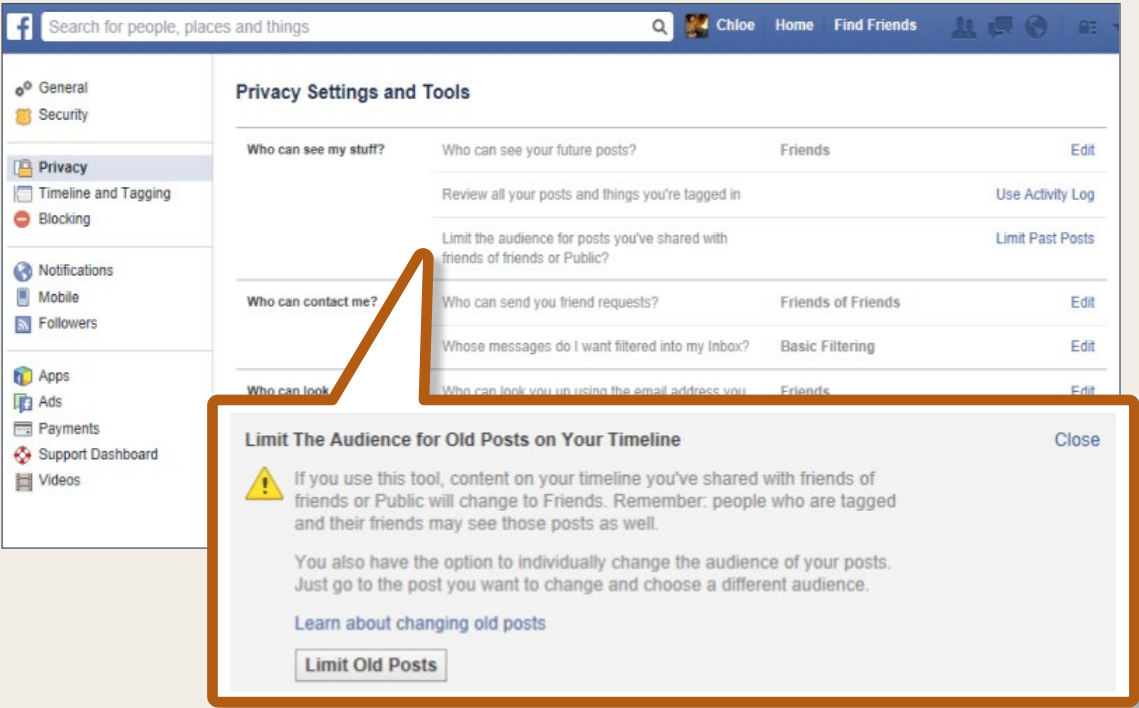 f Search for people, places and things Chloe Home Find Friends
General
Security
Privacy
Timeline and Tagging
Blocking
Notifications
Mobile
Followers
Apps
Ads
Payments
Support Dashboard
Videos
Privacy Settings and Tools
Who can see my stuff? Who can see your future posts? Friends Edit
Review all your posts and things you're tagged in Use Activity Log
Limit the audience for posts you've shared with Limit Past Posts
friends of friends or Public?
Who can contact me? Who can send you friend requests? Friends of Friends Edit
Whose messages do I want filtered into my Inbox? Basic Filtering Edit
Who can look Who can look you up using the email address you Friends Edit
Limit The Audience for Old Posts on Your Timeline Close
If you use this tool, content on your timeline you've shared with friends of
friends or Public will change to Friends. Remember: people who are tagged
and their friends may see those posts as well.
You also have the option to individually change the audience of your posts.
Just go to the post you want to change and choose a different audience.
Learn about changing old posts
Limit Old Posts